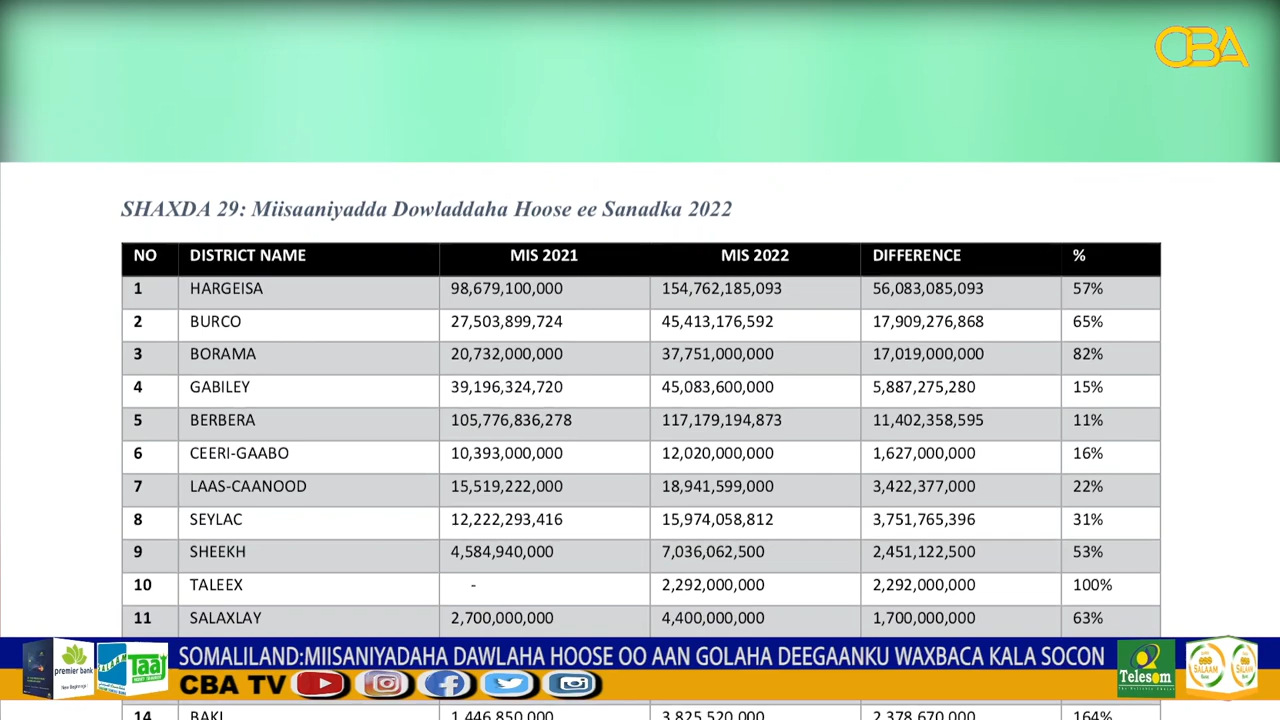 CBA
SHAXDA 29: Miisaaniyadda Dowladdaha Hoose ee Sanadka 2022
NO DISTRICT NAME MIS 2021 MIS 2022 DIFFERENCE %
1 HARGEISA 98,679,100,000 154,762,185,093 56,083,085,093 57%
2 BURCO 27,503,899,724 45,413,176,592 17,909,276,868 65%
3 BORAMA 20,732,000,000 37,751,000,000 17,019,000,000 82%
4 GABILEY 39,196,324,720 45,083,600,000 5,887,275,280 15%
5 BERBERA 105,776,836,278 117,179,194,873 11,402,358,595 11%
6 CEERI-GAABO 10,393,000,000 12,020,000,000 1,627,000,000 16%
7 LAAS-CAANOOD 15,519,222,000 18,941,599,000 3,422,377,000 22%
8 SEYLAC 12,222,293,416 15,974,058,812 3,751,765,396 31%
9 SHEEKH 4,584,940,000 7,036,062,500 2,451,122,500 53%
10 TALEEX - 2,292,000,000 2,292,000,000 100%
11 SALAXLAY 2,700,000,000 4,400,000,000 1,700,000,000 63%
premier bank
Taaj
SOMALILAND:MIISANIYADAHA DAWLAHA HOOSE OO AAN GOLAHA DEEGAANKU WAXBACA KALA SOCON
CBA TV
Telesom
SALAAM
14 BAKI 1,446,850,000 3,825,520,000 2,378,670,000 164%